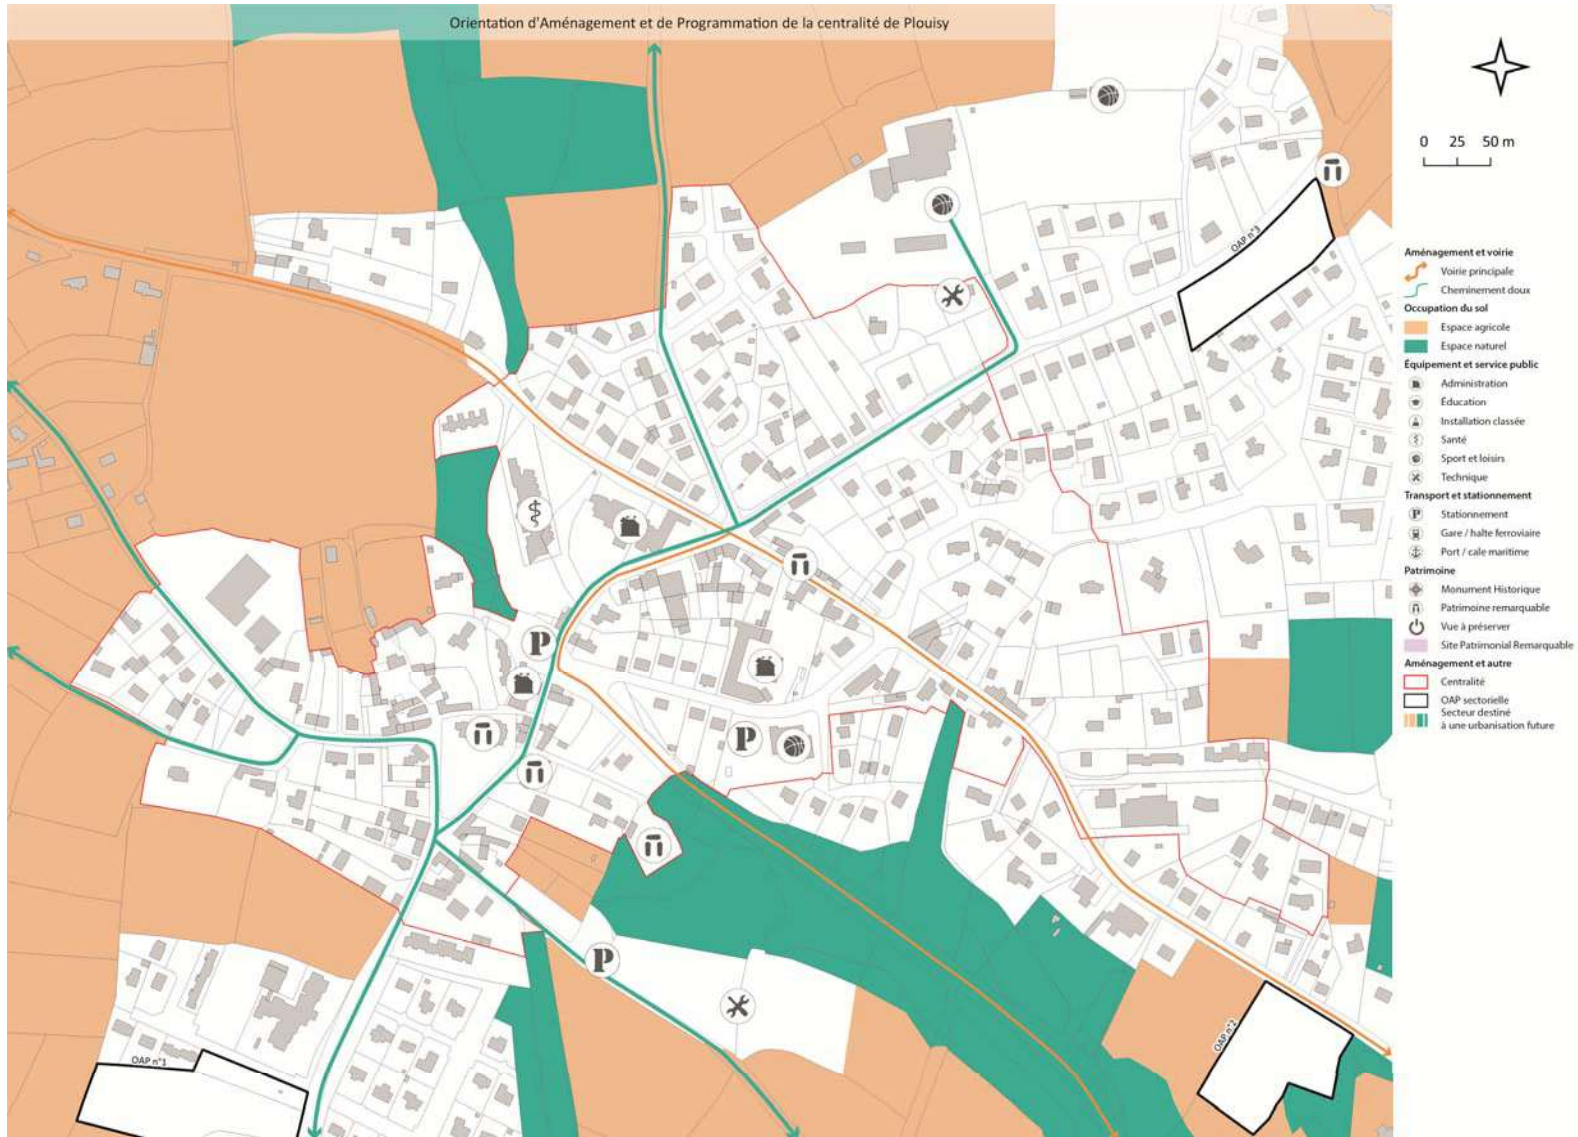 Orientation d'Aménagement et de Programmation de la centralité de Plouisy
0 25 50 m
OAP n°3
P
P
P
OAP n°2
OAP n°1
Aménagement et voirie
Voirie principale
Cheminement doux
Occupation du sol
Espace agricole
Espace naturel
Équipement et service public
Administration
Éducation
Installation classée
Santé
Sport et loisirs
Technique
Transport et stationnement
P Stationnement
Gare / halte ferroviaire
Port / cale maritime
Patrimoine
Monument Historique
Patrimoine remarquable
Vue à préserver
Site Patrimonial Remarquable
Aménagement et autre
Centralité
OAP sectorielle
Secteur destiné
à une urbanisation future